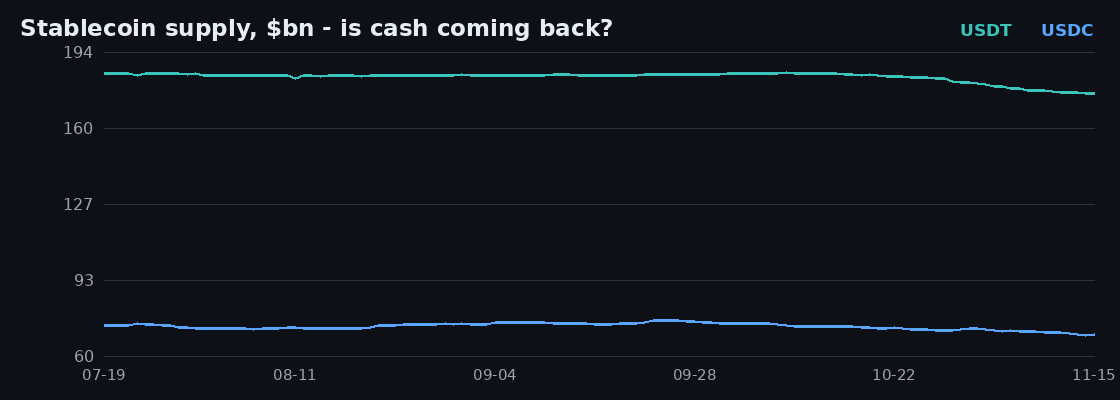 Stablecoin supply, $bn - is cash coming back?
USDT USDC
194
160
127
93
60
07-19 08-11 09-04 09-28 10-22 11-15